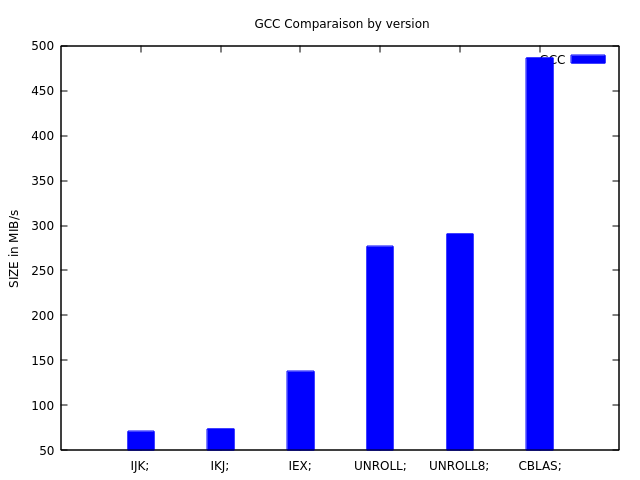 GCC Comparaison by version
500
GCC
450
400
350
300
250
200
150
100
50
SIZE in MIB/s
IJK; IKJ; IEX; UNROLL; UNROLL8; CBLAS;